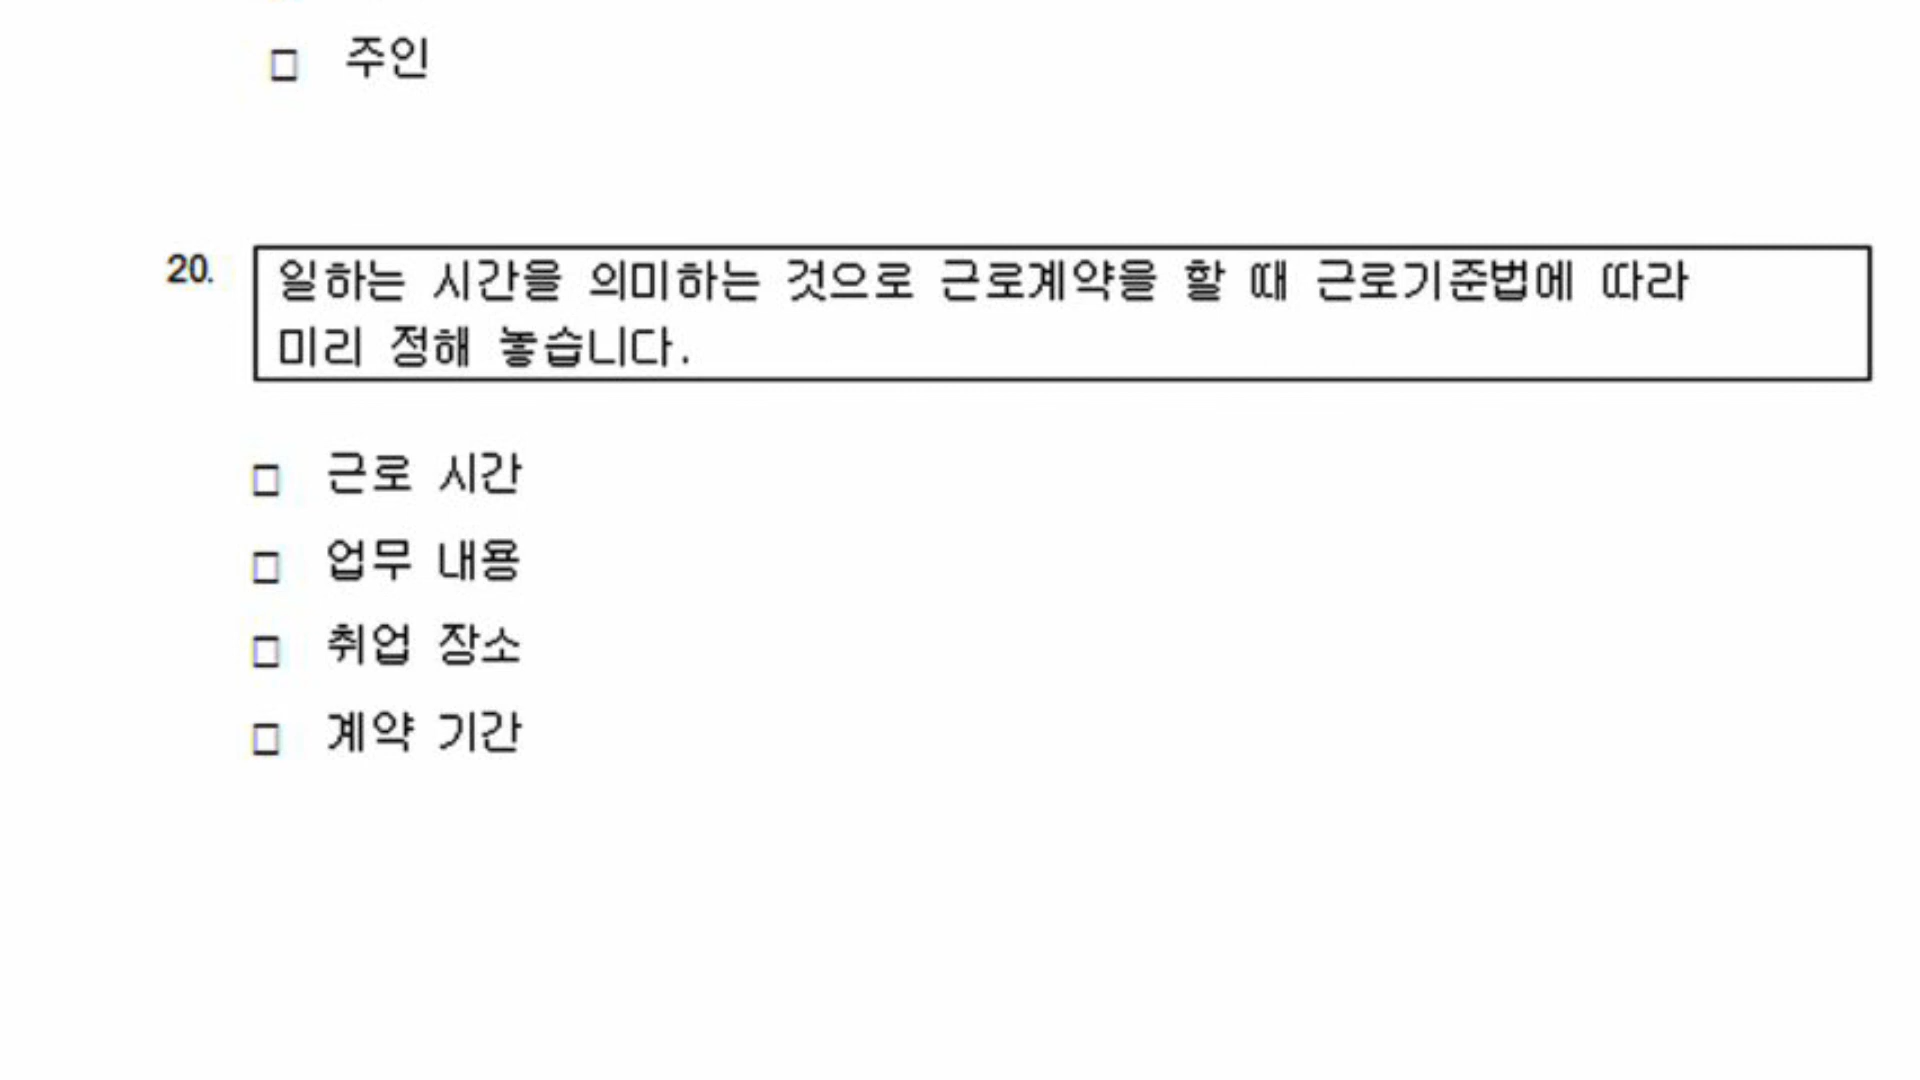 주인
20. 일하는 시간을 의미하는 것으로 근로계약을 할 때 근로기준법에 따라
미리 정해 놓습니다.
근로 시간
업무 내용
취업 장소
계약 기간